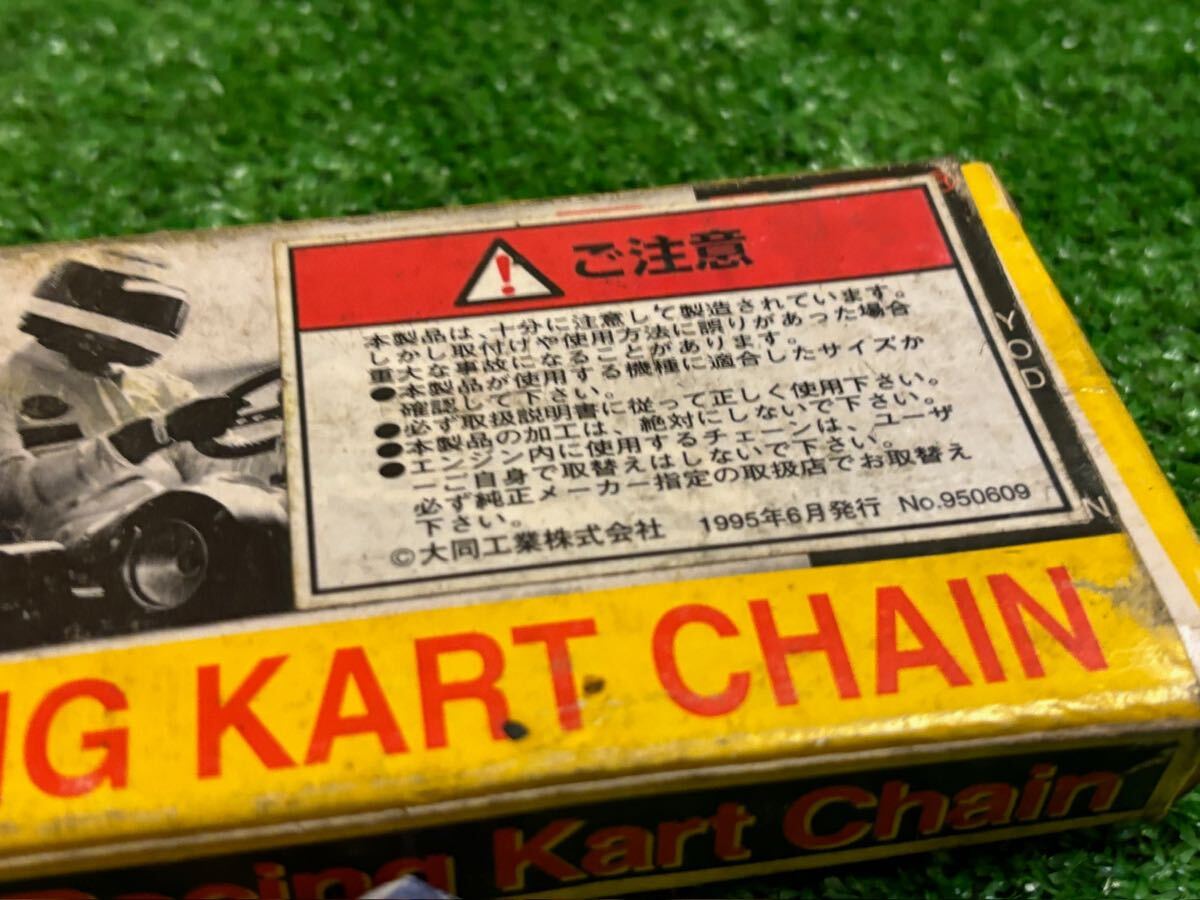 ご注意
本製品は、十分に注意して製造されています。
しかし取付けや使用方法に誤りがあった場合
重大な事故になることがあります。
●本製品が使用する機種に適合したサイズか
確認して下さい。
●必ず取扱説明書に従って正しく使用下さい。
●本製品の加工は、絶対にしないで下さい。
●エンジン内に使用するチェーンは、ユーザ
ーご自身で取替えはしないで下さい。
必ず純正メーカー指定の取扱店でお取替え
下さい。
©大同工業株式会社 1995年6月発行 No.950609
YOD
N
NG KART CHAIN
Racing Kart Chain